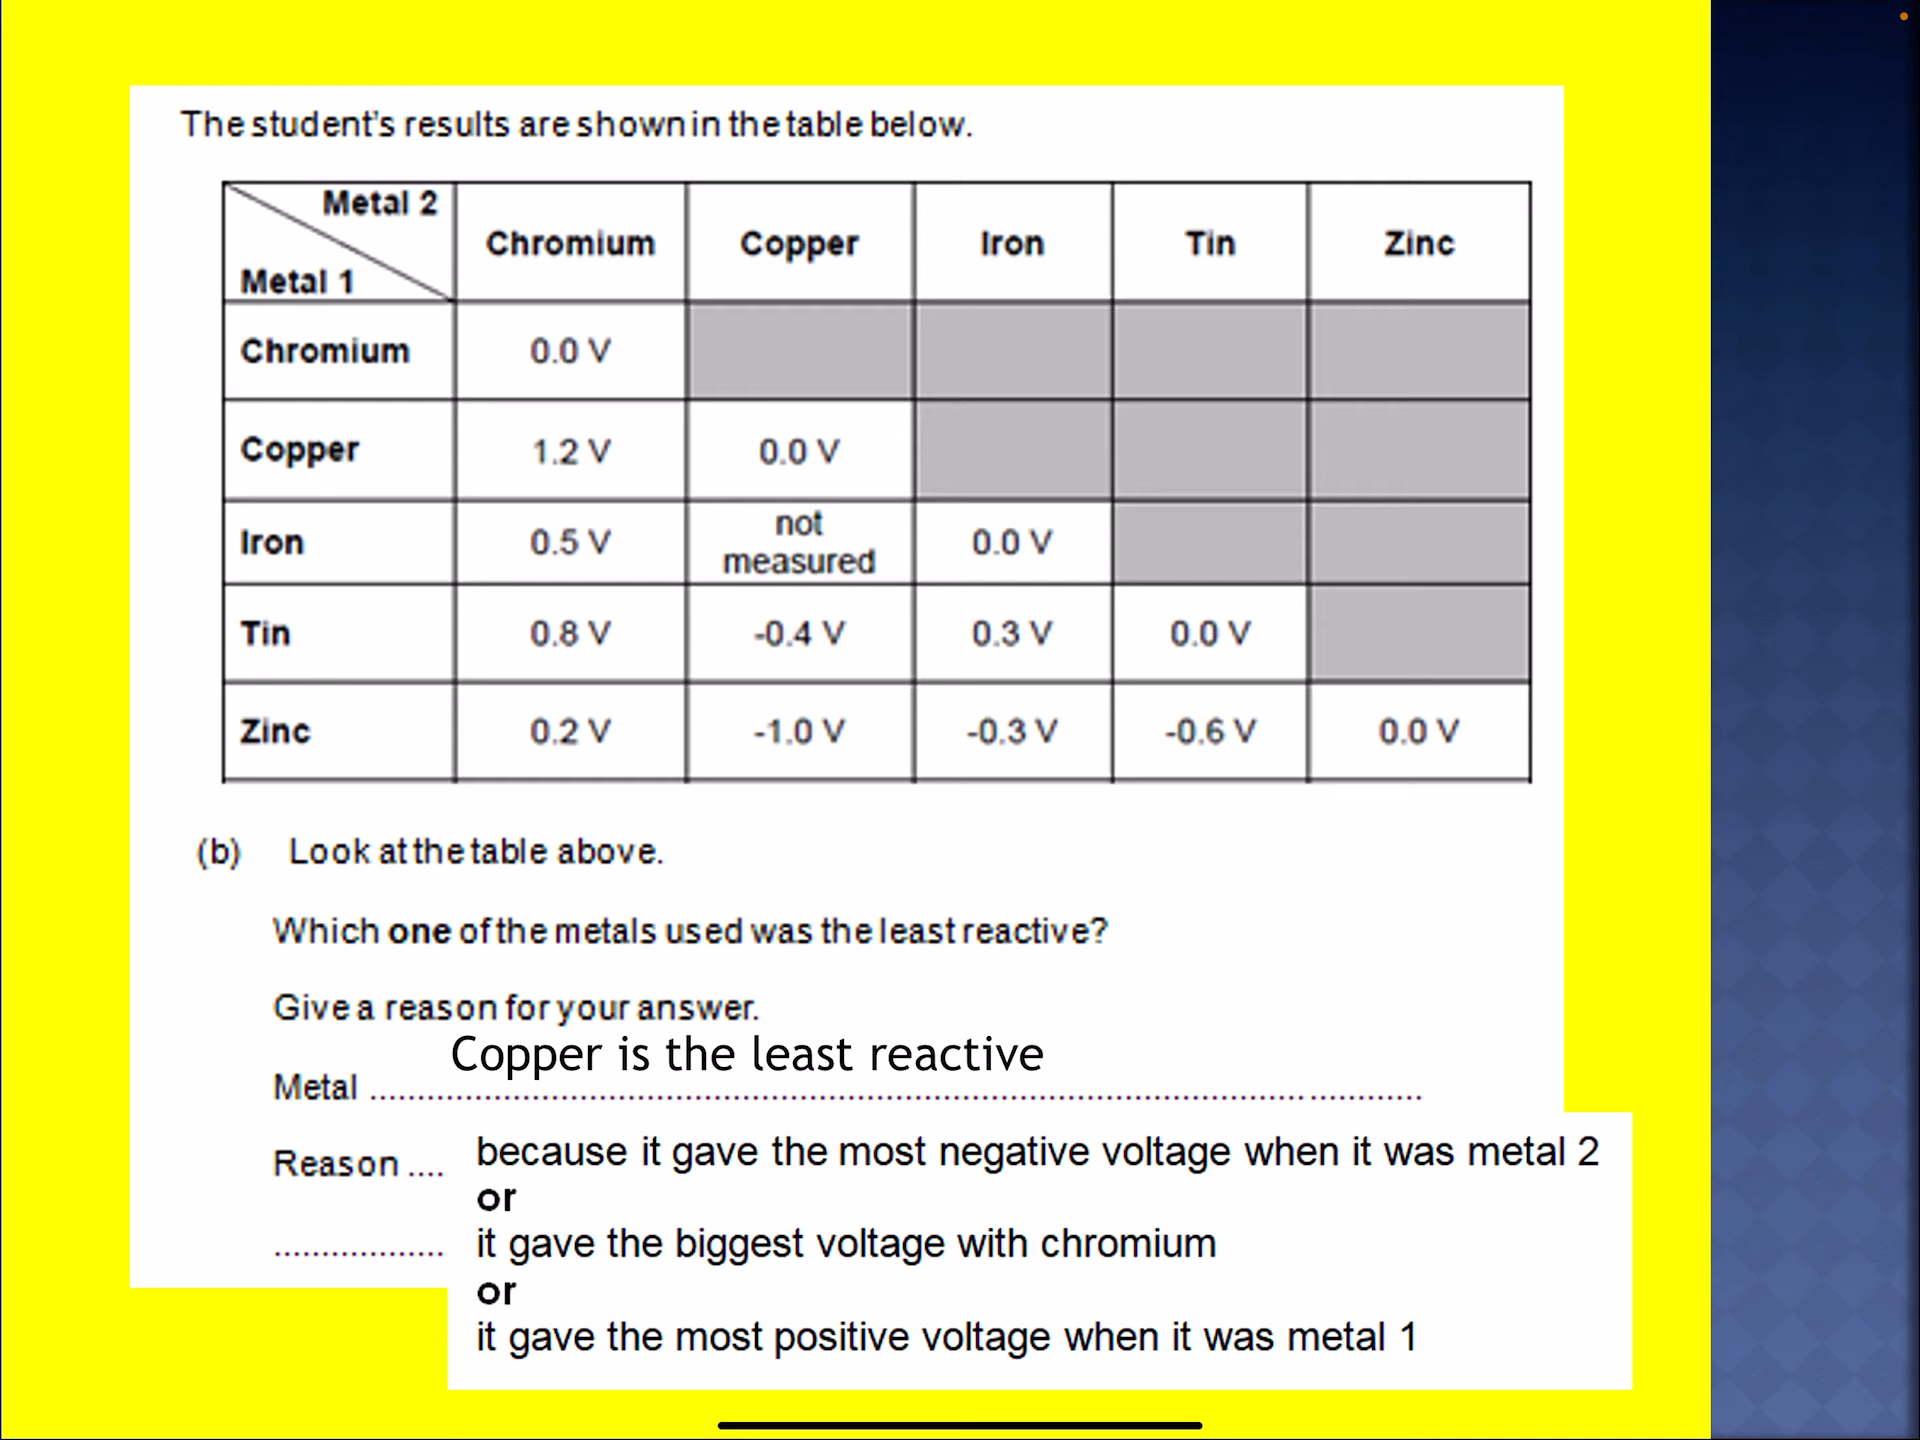 The student's results are shown in the table below.
Metal 2
Metal 1
Chromium Copper Iron Tin Zinc
Chromium 0.0 V
Copper 1.2 V 0.0 V
Iron 0.5 V not measured 0.0 V
Tin 0.8 V -0.4 V 0.3 V 0.0 V
Zinc 0.2 V -1.0 V -0.3 V -0.6 V 0.0 V
(b) Look at the table above.
Which one of the metals used was the least reactive?
Give a reason for your answer.
Copper is the least reactive
Metal ........................................................................................................
Reason .... because it gave the most negative voltage when it was metal 2
or
.................. it gave the biggest voltage with chromium
or
it gave the most positive voltage when it was metal 1